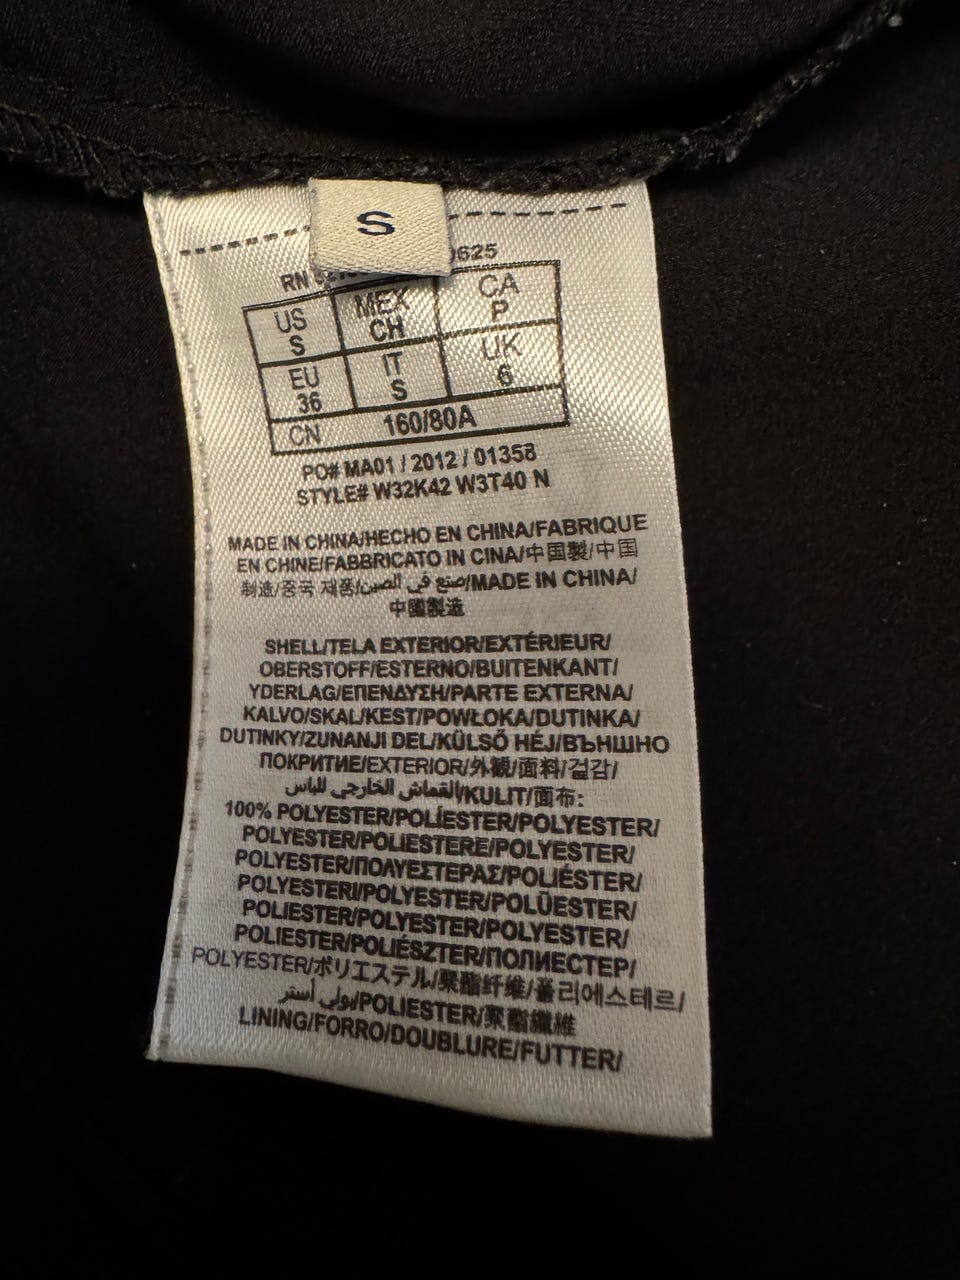 S
RN 0625
US MEX CA
S CH P
EU IT UK
36 S 6
CN 160/80A
PO# MA01 / 2012 / 01358
STYLE# W32K42 W3T40 N
MADE IN CHINA/HECHO EN CHINA/FABRIQUE
EN CHINE/FABBRICATO IN CINA/中国製/中国
制造/중국 제품/صنع في الصين/MADE IN CHINA/
中國製造
SHELL/TELA EXTERIOR/EXTÉRIEUR/
OBERSTOFF/ESTERNO/BUITENKANT/
YDERLAG/ΕΠΕΝΔΥΣΗ/PARTE EXTERNA/
KALVO/SKAL/KEST/POWŁOKA/DUTINKA/
DUTINKY/ZUNANJI DEL/KÜLSŐ HÉJ/ВЪНШНО
ПОКРИТИЕ/EXTERIOR/外観/面料/겉감/
القماش الخارجي للباس/KULIT/面布:
100% POLYESTER/POLÍESTER/POLYESTER/
POLYESTER/POLIESTERE/POLYESTER/
POLYESTER/ΠΟΛΥΕΣΤΕΡΑΣ/POLIÉSTER/
POLYESTERI/POLYESTER/POLÜESTER/
POLIESTER/POLYESTER/POLYESTER/
POLIESTER/POLIÉSZTER/ПОЛИЕСТЕР/
POLYESTER/ポリエステル/聚酯纤维/폴리에스테르/
بولي أستر/POLIESTER/聚酯纖維
LINING/FORRO/DOUBLURE/FUTTER/